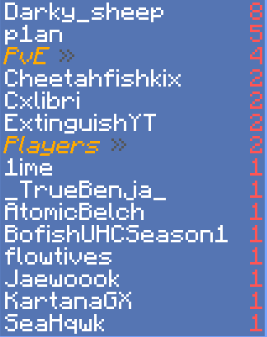 Darky_sheep 8
p1an 5
PvE » 4
Cheetahfishkix 2
Cxlibri 2
ExtinguishYT 2
Players » 2
1ime 1
_TrueBenja_ 1
AtomicBelch 1
BofishUHCSeason1 1
flowtives 1
Jaewoook 1
KartanaGX 1
SeaHqwk 1